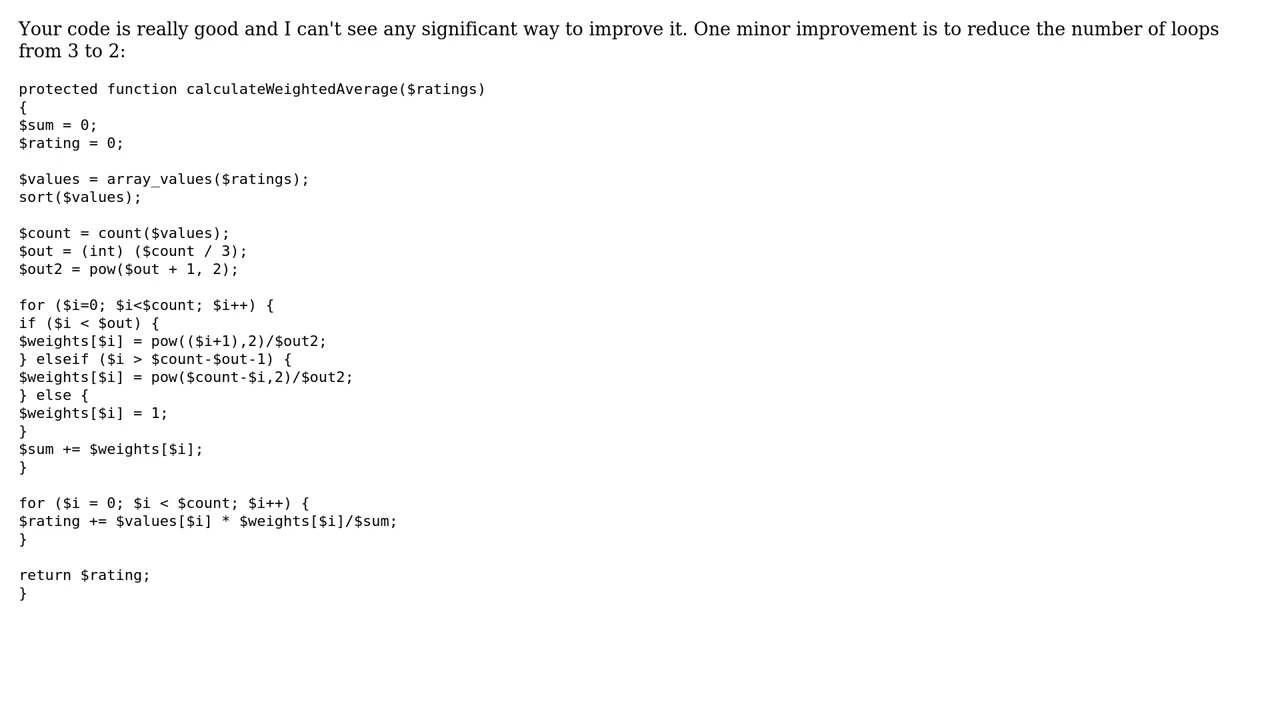 Your code is really good and I can't see any significant way to improve it. One minor improvement is to reduce the number of loops
from 3 to 2:
protected function calculateWeightedAverage($ratings)
{
$sum = 0;
$rating = 0;
$values = array_values($ratings);
sort($values);
$count = count($values);
$out = (int) ($count / 3);
$out2 = pow($out + 1, 2);
for ($i=0; $i<$count; $i++) {
if ($i < $out) {
$weights[$i] = pow(($i+1),2)/$out2;
} elseif ($i > $count-$out-1) {
$weights[$i] = pow($count-$i,2)/$out2;
} else {
$weights[$i] = 1;
}
$sum += $weights[$i];
}
for ($i = 0; $i < $count; $i++) {
$rating += $values[$i] * $weights[$i]/$sum;
}
return $rating;
}